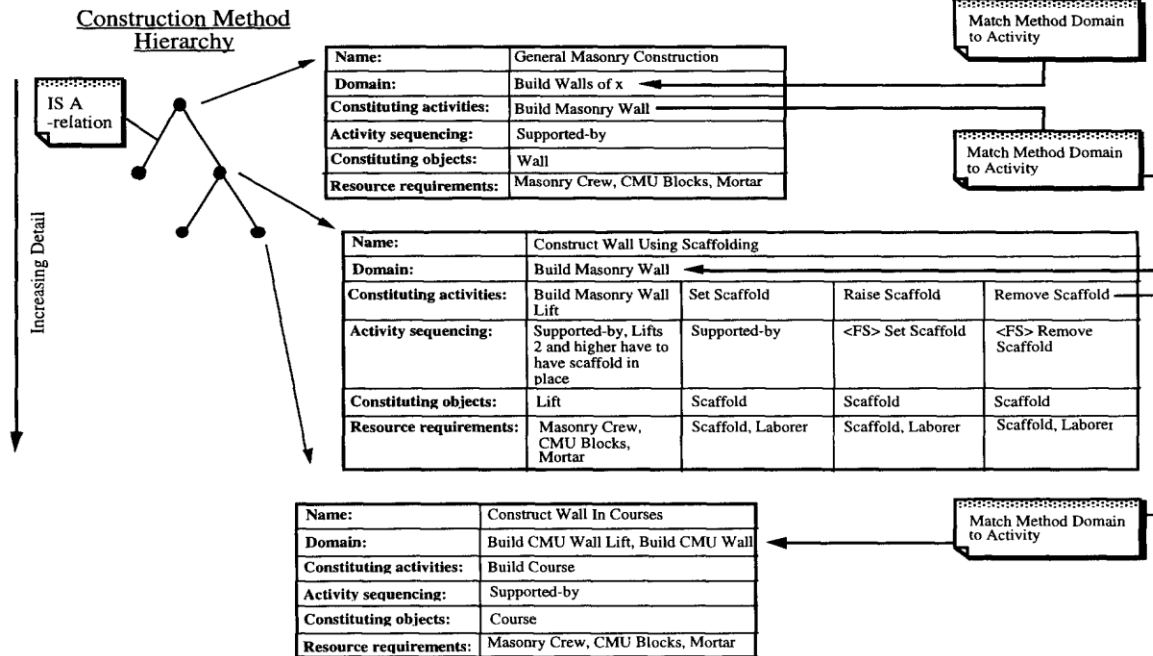 Construction Method
Hierarchy
IS A
-relation
Increasing Detail
Match Method Domain
to Activity
Name: General Masonry Construction
Domain: Build Walls of x
Constituting activities: Build Masonry Wall
Activity sequencing: Supported-by
Constituting objects: Wall
Resource requirements: Masonry Crew, CMU Blocks, Mortar
Match Method Domain
to Activity
Name: Construct Wall Using Scaffolding
Domain: Build Masonry Wall
Constituting activities: Build Masonry Wall Set Scaffold Raise Scaffold Remove Scaffold
Lift
Activity sequencing: Supported-by, Lifts Supported-by <FS> Set Scaffold <FS> Remove
2 and higher have to Scaffold
have scaffold in
place
Constituting objects: Lift Scaffold Scaffold Scaffold
Resource requirements: Masonry Crew, Scaffold, Laborer Scaffold, Laborer Scaffold, Laborer
CMU Blocks,
Mortar
Name: Construct Wall In Courses
Domain: Build CMU Wall Lift, Build CMU Wall
Constituting activities: Build Course
Activity sequencing: Supported-by
Constituting objects: Course
Resource requirements: Masonry Crew, CMU Blocks, Mortar
Match Method Domain
to Activity